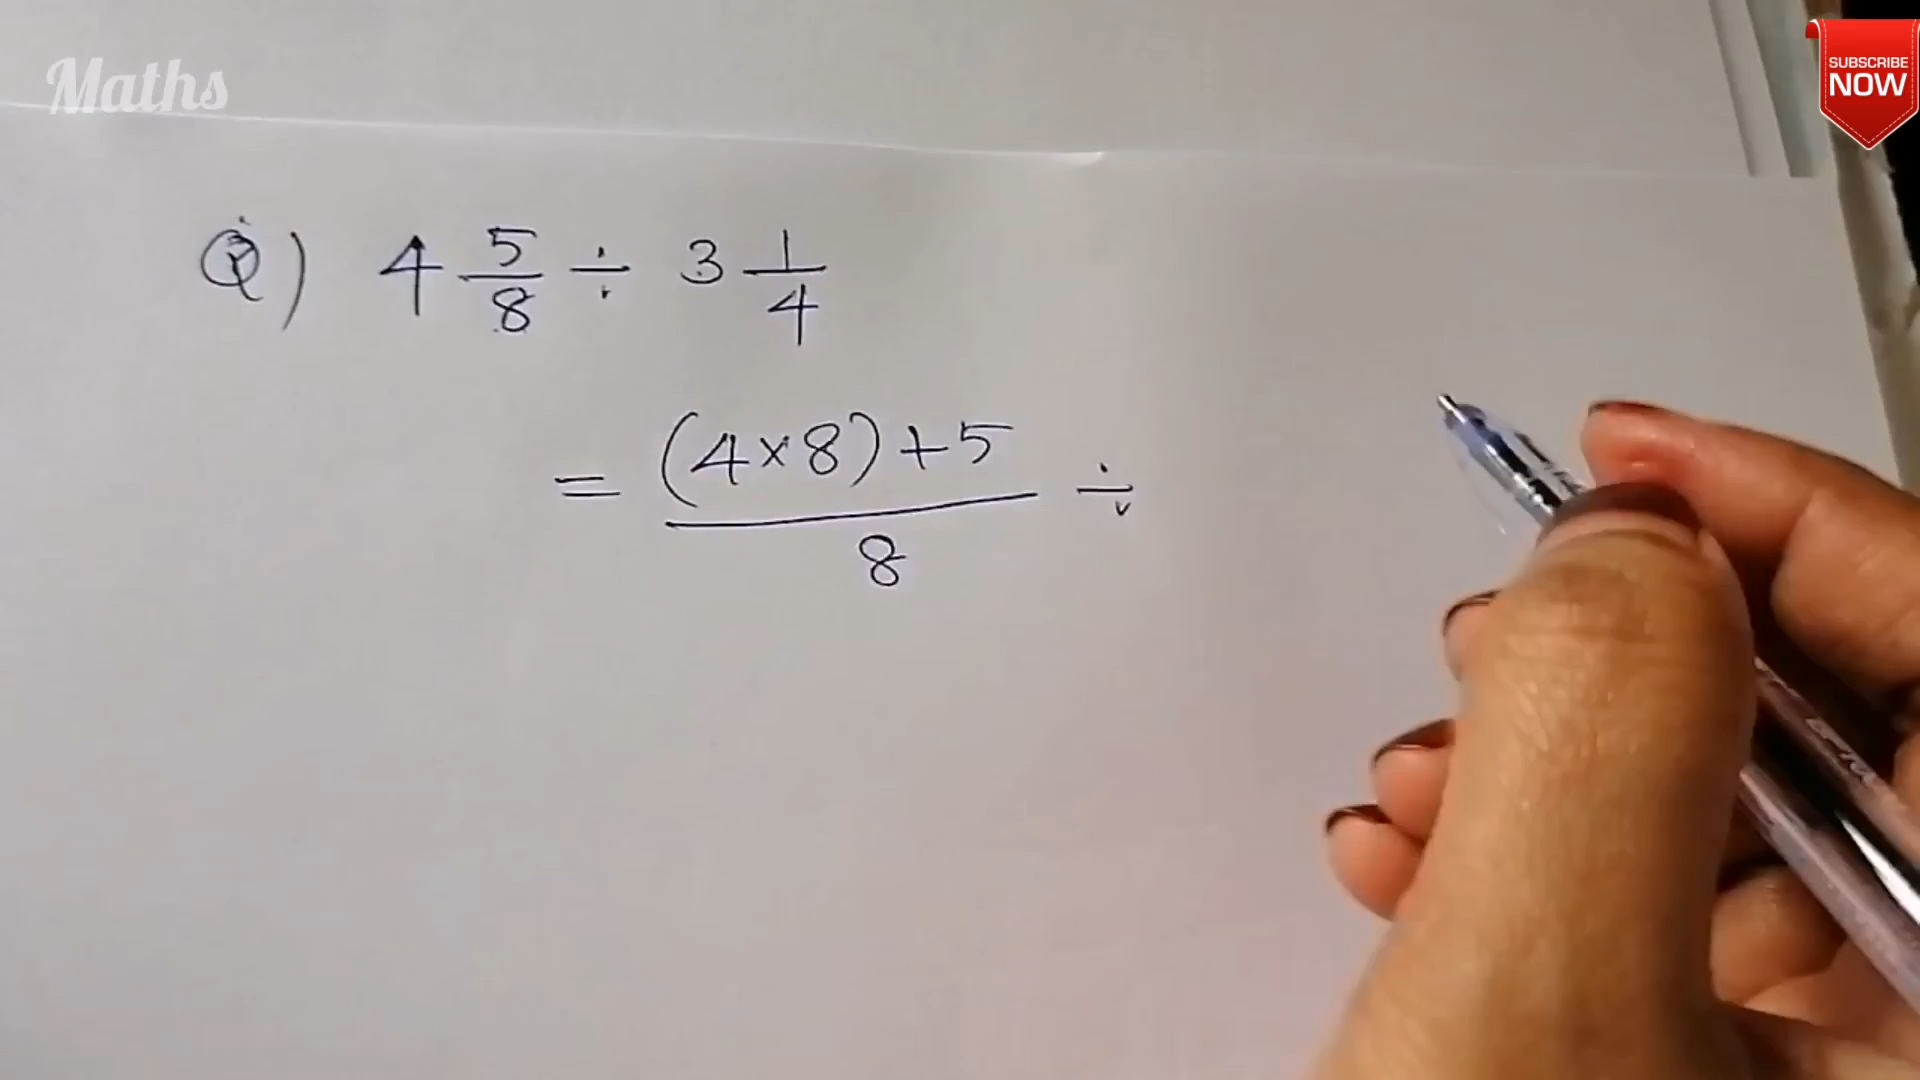 Maths
SUBSCRIBE
NOW
Q) 4 5/8 ÷ 3 1/4
= (4×8)+5/8 ÷